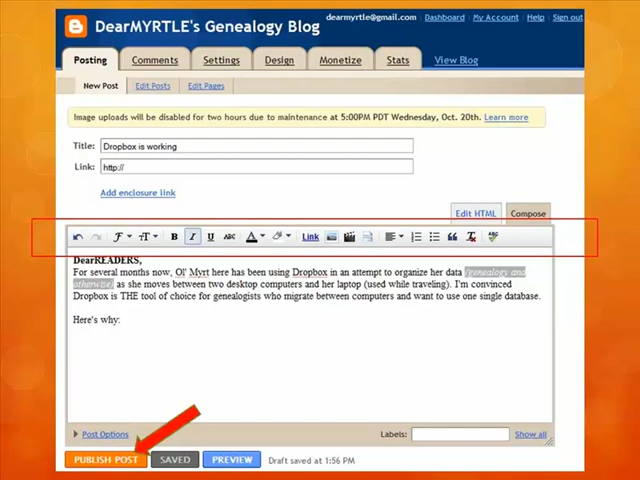 dearmyrtle@gmail.com | Dashboard | My Account | Help | Sign out
DearMYRTLE's Genealogy Blog
Posting Comments Settings Design Monetize Stats View Blog
New Post Edit Posts Edit Pages
Image uploads will be disabled for two hours due to maintenance at 5:00PM PDT Wednesday, Oct. 20th. Learn more
Title: Dropbox is working
Link: http://
Add enclosure link
Edit HTML Compose
F T B I U ABC A Link ABC
DearREADERS,
For several months now, Ol' Myrt here has been using Dropbox in an attempt to organize her data (genealogy and
otherwise) as she moves between two desktop computers and her laptop (used while traveling). I'm convinced
Dropbox is THE tool of choice for genealogists who migrate between computers and want to use one single database.
Here's why:
Post Options Labels: Show all
PUBLISH POST SAVED PREVIEW Draft saved at 1:56 PM